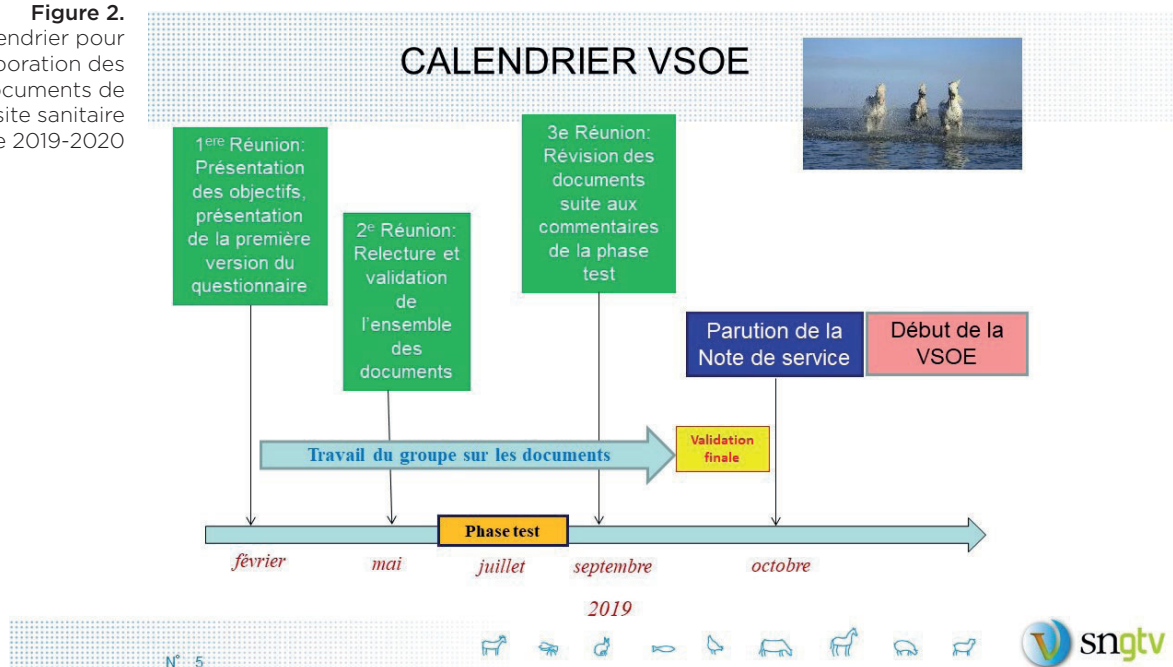 Figure 2.
endrier pour
oration des
ocuments de
site sanitaire
e 2019-2020
CALENDRIER VSOE
1ere Réunion:
Présentation
des objectifs,
présentation
de la première
version du
questionnaire
2e Réunion:
Relecture et
validation
de
l'ensemble
des
documents
3e Réunion:
Révision des
documents
suite aux
commentaires
de la phase
test
Parution de la
Note de service
Début de la
VSOE
Travail du groupe sur les documents
Validation
finale
Phase test
février
mai
juillet
septembre
octobre
2019
N° 5
sngtv